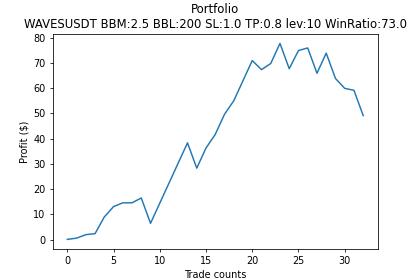 Portfolio
WAVESUSDT BBM:2.5 BBL:200 SL:1.0 TP:0.8 lev:10 WinRatio:73.0
80
70
60
50
40
30
20
10
0
Profit ($)
0 5 10 15 20 25 30
Trade counts